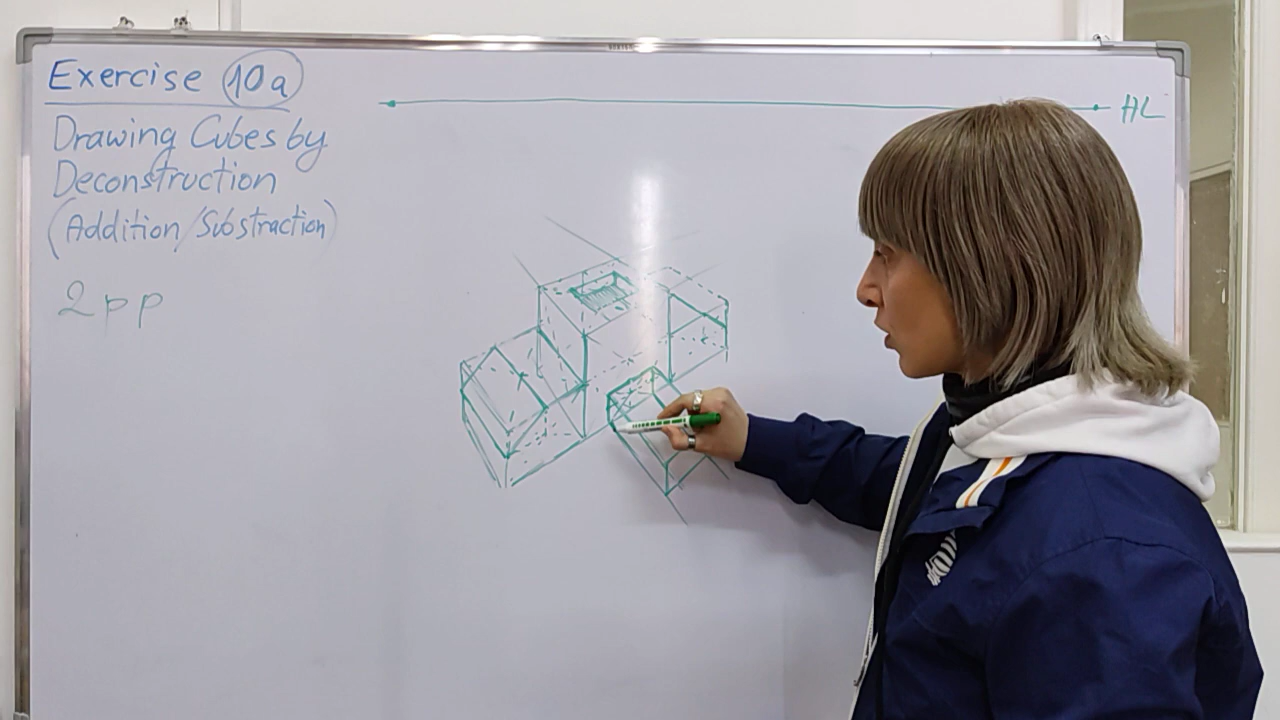 Exercise 10a
HL
Drawing Cubes by
Deconstruction
(Addition/Substraction)
2pp